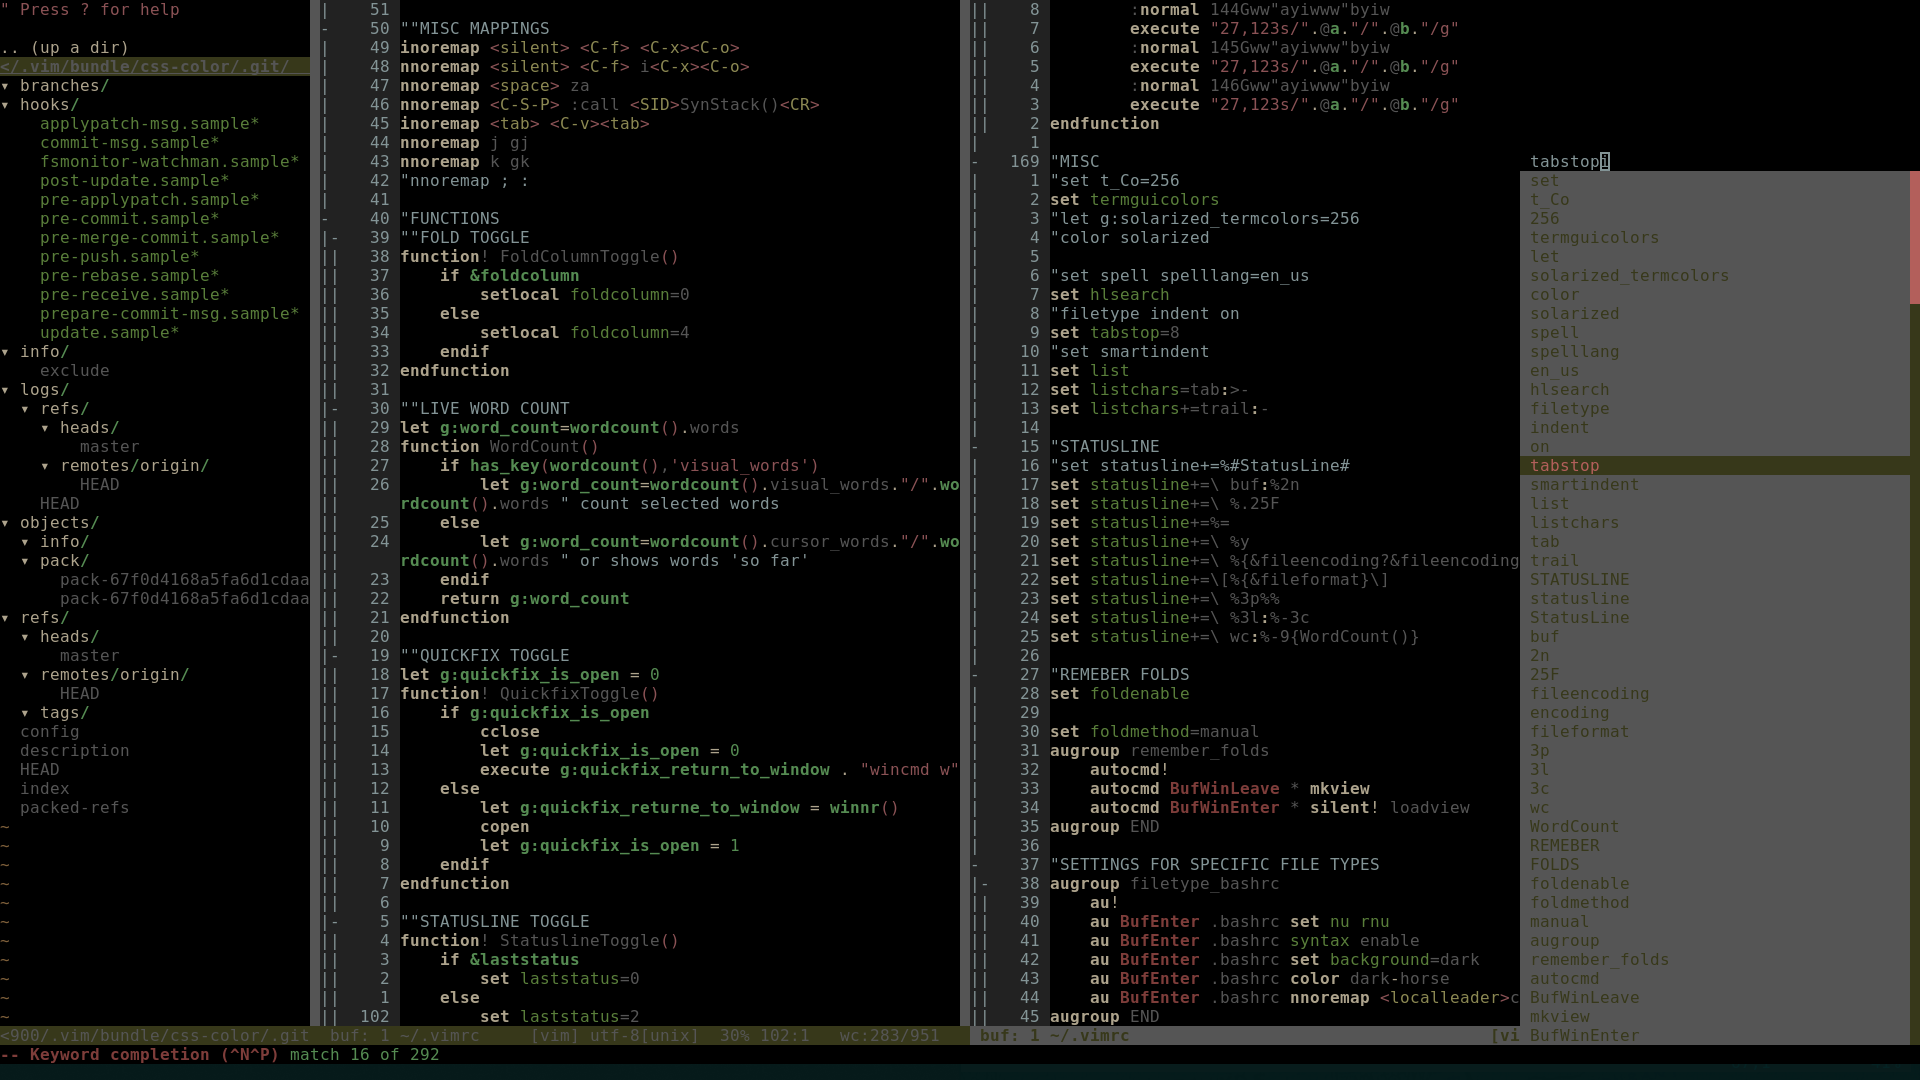 " Press ? for help
.. (up a dir)
</.vim/bundle/css-color/.git/
▾ branches/
▾ hooks/
applypatch-msg.sample*
commit-msg.sample*
fsmonitor-watchman.sample*
post-update.sample*
pre-applypatch.sample*
pre-commit.sample*
pre-merge-commit.sample*
pre-push.sample*
pre-rebase.sample*
pre-receive.sample*
prepare-commit-msg.sample*
update.sample*
▾ info/
exclude
▾ logs/
▾ refs/
▾ heads/
master
▾ remotes/origin/
HEAD
HEAD
▾ objects/
▾ info/
▾ pack/
pack-67f0d4168a5fa6d1cdaa
pack-67f0d4168a5fa6d1cdaa
▾ refs/
▾ heads/
master
▾ remotes/origin/
HEAD
▾ tags/
config
description
HEAD
index
packed-refs
~
~
~
~
~
~
~
~
~
~
~
<900/.vim/bundle/css-color/.git
| 51
- 50 ""MISC MAPPINGS
| 49 inoremap <silent> <C-f> <C-x><C-o>
| 48 nnoremap <silent> <C-f> i<C-x><C-o>
| 47 nnoremap <space> za
| 46 nnoremap <C-S-P> :call <SID>SynStack()<CR>
| 45 inoremap <tab> <C-v><tab>
| 44 nnoremap j gj
| 43 nnoremap k gk
| 42 "nnoremap ; :
| 41
- 40 "FUNCTIONS
|- 39 ""FOLD TOGGLE
|| 38 function! FoldColumnToggle()
|| 37 if &foldcolumn
|| 36 setlocal foldcolumn=0
|| 35 else
|| 34 setlocal foldcolumn=4
|| 33 endif
|| 32 endfunction
|| 31
|- 30 ""LIVE WORD COUNT
|| 29 let g:word_count=wordcount().words
|| 28 function WordCount()
|| 27 if has_key(wordcount(),'visual_words')
|| 26 let g:word_count=wordcount().visual_words."/".wo
|| rdcount().words " count selected words
|| 25 else
|| 24 let g:word_count=wordcount().cursor_words."/".wo
|| rdcount().words " or shows words 'so far'
|| 23 endif
|| 22 return g:word_count
|| 21 endfunction
|| 20
|- 19 ""QUICKFIX TOGGLE
|| 18 let g:quickfix_is_open = 0
|| 17 function! QuickfixToggle()
|| 16 if g:quickfix_is_open
|| 15 cclose
|| 14 let g:quickfix_is_open = 0
|| 13 execute g:quickfix_return_to_window . "wincmd w"
|| 12 else
|| 11 let g:quickfix_returne_to_window = winnr()
|| 10 copen
|| 9 let g:quickfix_is_open = 1
|| 8 endif
|| 7 endfunction
|| 6
|- 5 ""STATUSLINE TOGGLE
|| 4 function! StatuslineToggle()
|| 3 if &laststatus
|| 2 set laststatus=0
|| 1 else
|| 102 set laststatus=2
buf: 1 ~/.vimrc [vim] utf-8[unix] 30% 102:1 wc:283/951
|| 8 :normal 144Gww"ayiwww"byiw
|| 7 execute "27,123s/".@a."/".@b."/g"
|| 6 :normal 145Gww"ayiwww"byiw
|| 5 execute "27,123s/".@a."/".@b."/g"
|| 4 :normal 146Gww"ayiwww"byiw
|| 3 execute "27,123s/".@a."/".@b."/g"
|| 2 endfunction
| 1
- 169 "MISC tabstopi
| 1 "set t_Co=256
| 2 set termguicolors
| 3 "let g:solarized_termcolors=256
| 4 "color solarized
| 5
| 6 "set spell spelllang=en_us
| 7 set hlsearch
| 8 "filetype indent on
| 9 set tabstop=8
| 10 "set smartindent
| 11 set list
| 12 set listchars=tab:>-
| 13 set listchars+=trail:-
| 14
- 15 "STATUSLINE
| 16 "set statusline+=%#StatusLine#
| 17 set statusline+=\ buf:%2n
| 18 set statusline+=\ %.25F
| 19 set statusline+=%=
| 20 set statusline+=\ %y
| 21 set statusline+=\ %{&fileencoding?&fileencoding
| 22 set statusline+=\[%{&fileformat}\]
| 23 set statusline+=\ %3p%%
| 24 set statusline+=\ %3l:%-3c
| 25 set statusline+=\ wc:%-9{WordCount()}
| 26
- 27 "REMEBER FOLDS
| 28 set foldenable
| 29
| 30 set foldmethod=manual
| 31 augroup remember_folds
| 32 autocmd!
| 33 autocmd BufWinLeave * mkview
| 34 autocmd BufWinEnter * silent! loadview
| 35 augroup END
| 36
- 37 "SETTINGS FOR SPECIFIC FILE TYPES
|- 38 augroup filetype_bashrc
|| 39 au!
|| 40 au BufEnter .bashrc set nu rnu
|| 41 au BufEnter .bashrc syntax enable
|| 42 au BufEnter .bashrc set background=dark
|| 43 au BufEnter .bashrc color dark-horse
|| 44 au BufEnter .bashrc nnoremap <localleader>c
|| 45 augroup END
buf: 1 ~/.vimrc [vi
set
t_Co
256
termguicolors
let
solarized_termcolors
color
solarized
spell
spelllang
en_us
hlsearch
filetype
indent
on
tabstop
smartindent
list
listchars
tab
trail
STATUSLINE
statusline
StatusLine
buf
2n
25F
fileencoding
encoding
fileformat
3p
3l
3c
wc
WordCount
REMEBER
FOLDS
foldenable
foldmethod
manual
augroup
remember_folds
autocmd
BufWinLeave
mkview
BufWinEnter
-- Keyword completion (^N^P) match 16 of 292